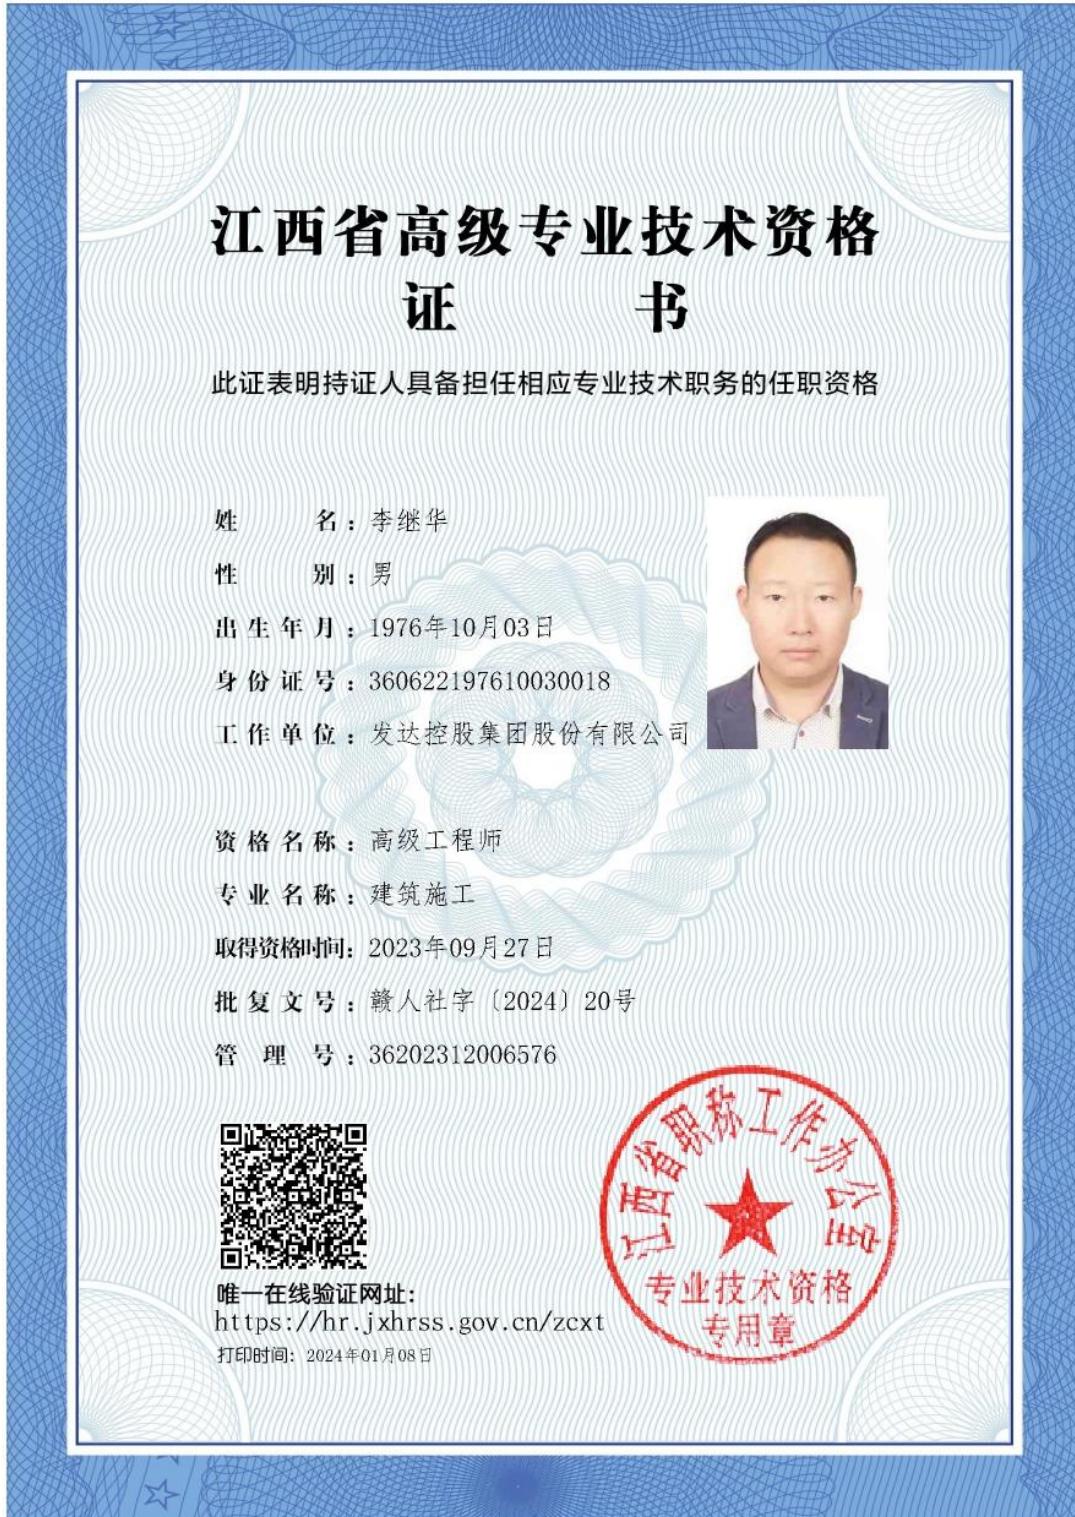 江西省高级专业技术资格
证 书
此证表明持证人具备担任相应专业技术职务的任职资格
姓 名：李继华
性 别：男
出生年月：1976年10月03日
身份证号：360622197610030018
工作单位：发达控股集团股份有限公司
资格名称：高级工程师
专业名称：建筑施工
取得资格时间：2023年09月27日
批复文号：赣人社字〔2024〕20号
管 理 号：36202312006576
江西省职称工作办公室
专业技术资格
专用章
唯一在线验证网址：
https://hr.jxhrss.gov.cn/zcxt
打印时间：2024年01月08日